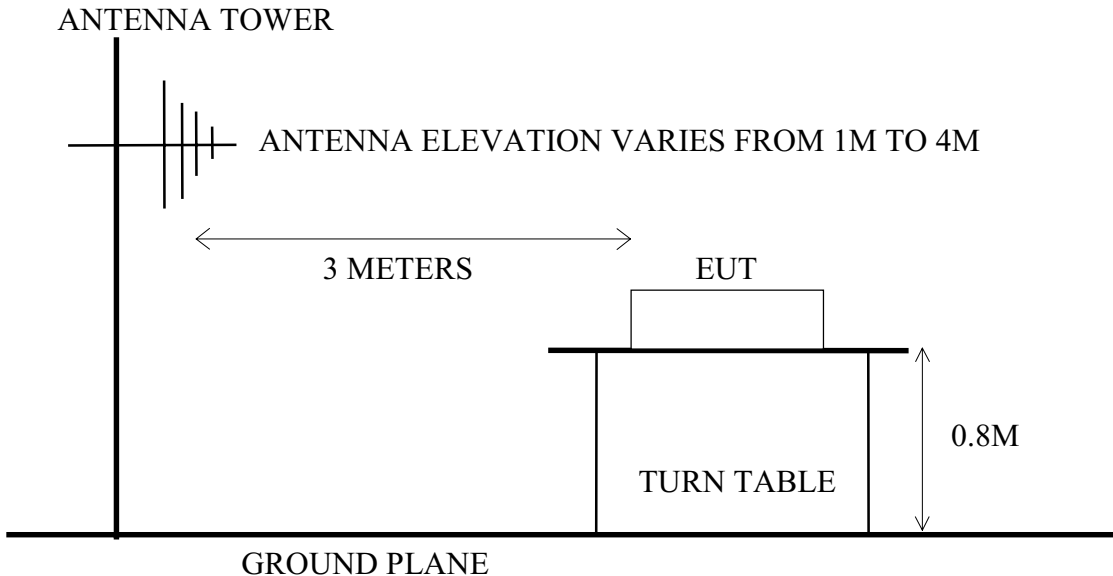 ANTENNA TOWER
ANTENNA ELEVATION VARIES FROM 1M TO 4M
3 METERS
EUT
0.8M
TURN TABLE
GROUND PLANE